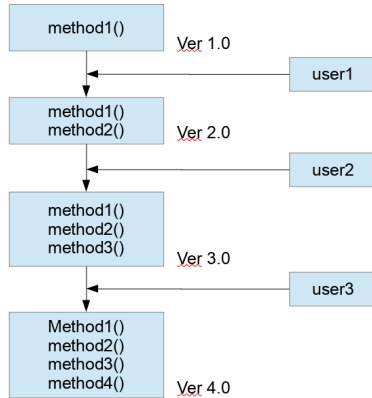 method1()
Ver 1.0
user1
method1()
method2()
Ver 2.0
user2
method1()
method2()
method3()
Ver 3.0
user3
Method1()
method2()
method3()
method4()
Ver 4.0